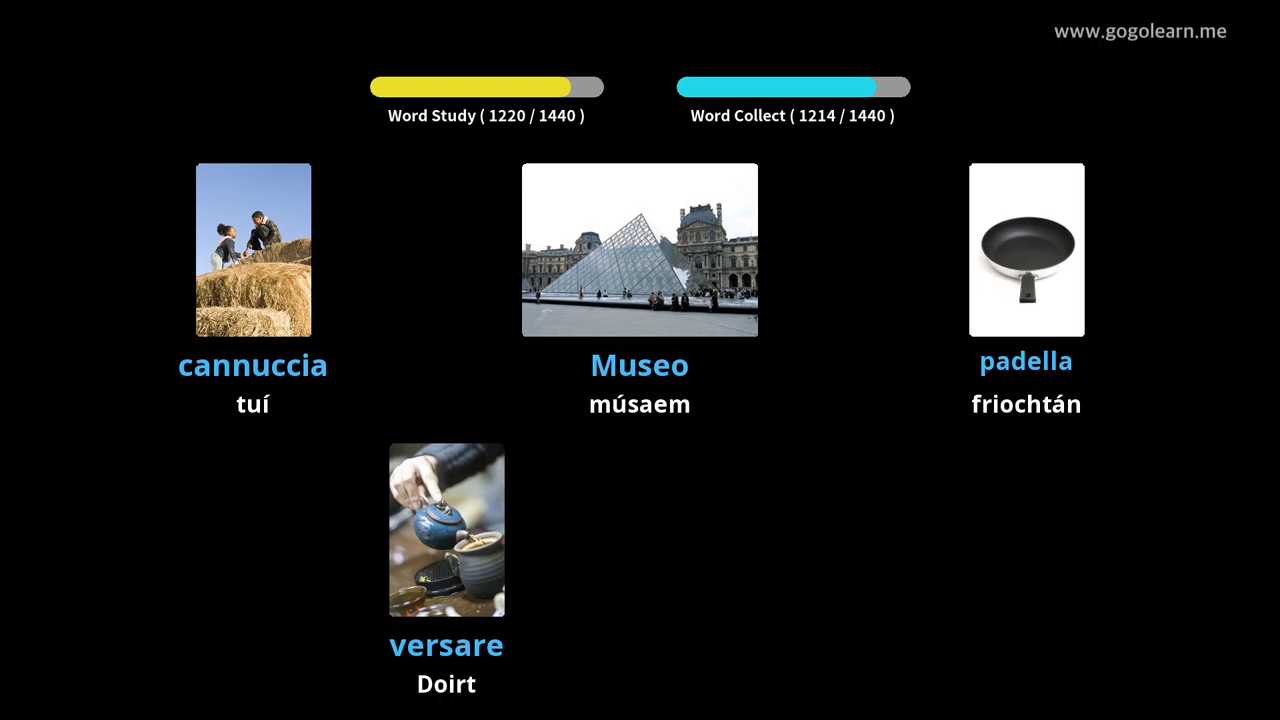 www.gogolearn.me
Word Study ( 1220 / 1440 )
Word Collect ( 1214 / 1440 )
cannuccia
tuí
Museo
músaem
padella
friochtán
versare
Doirt